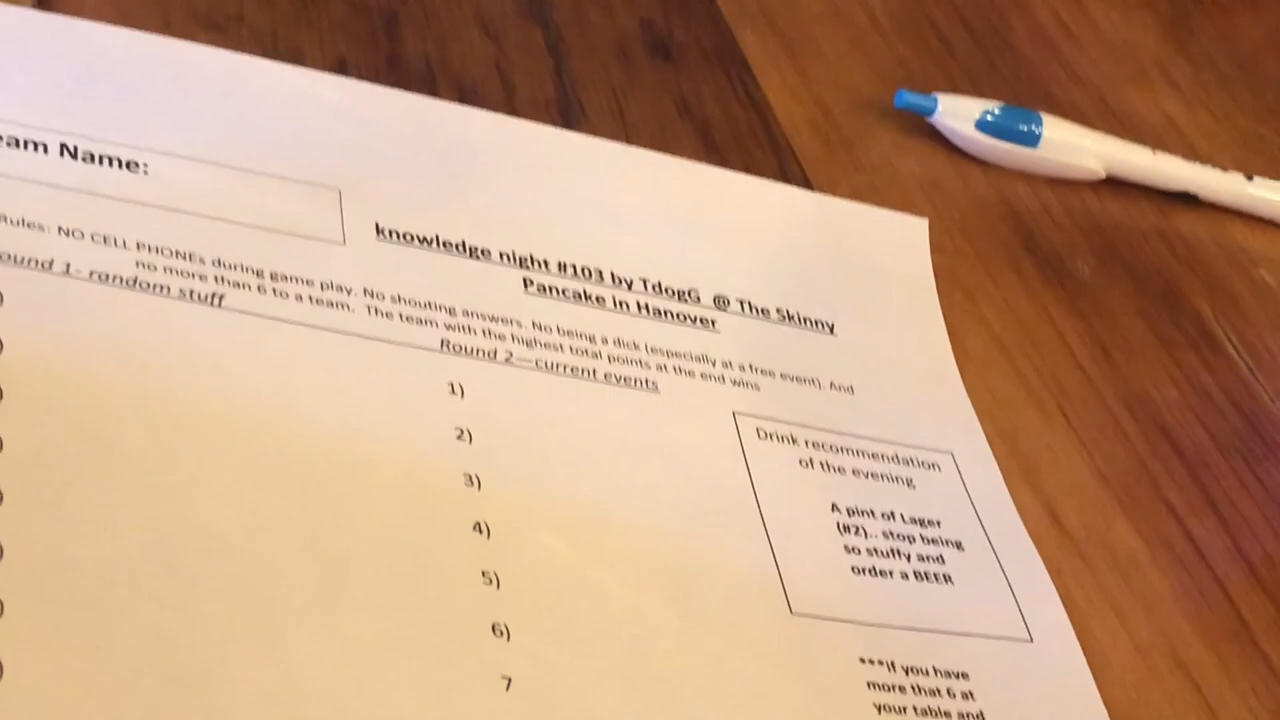 eam Name:
knowledge night #103 by TdogG @ The Skinny
Pancake in Hanover
Rules: NO CELL PHONEs during game play. No shouting answers. No being a dick (especially at a free event). And
no more than 6 to a team. The team with the highest total points at the end wins
ound 1- random stuff
Round 2—current events
1)
2)
3)
4)
5)
6)
7
Drink recommendation
of the evening
A pint of Lager
(#2).. stop being
so stuffy and
order a BEER
***if you have
more that 6 at
your table and